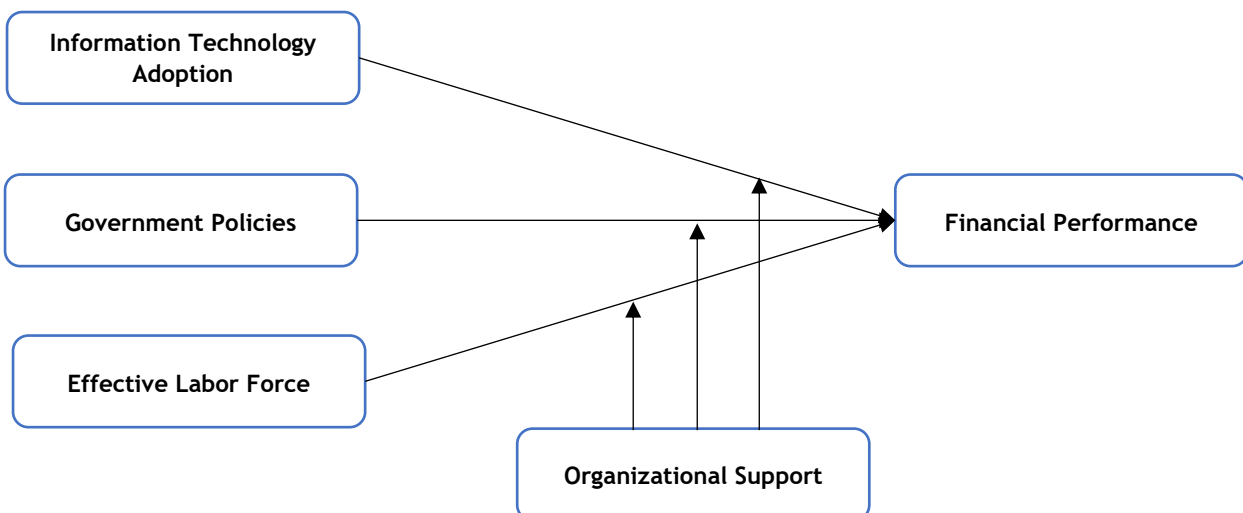 Information Technology
Adoption
Government Policies
Financial Performance
Effective Labor Force
Organizational Support